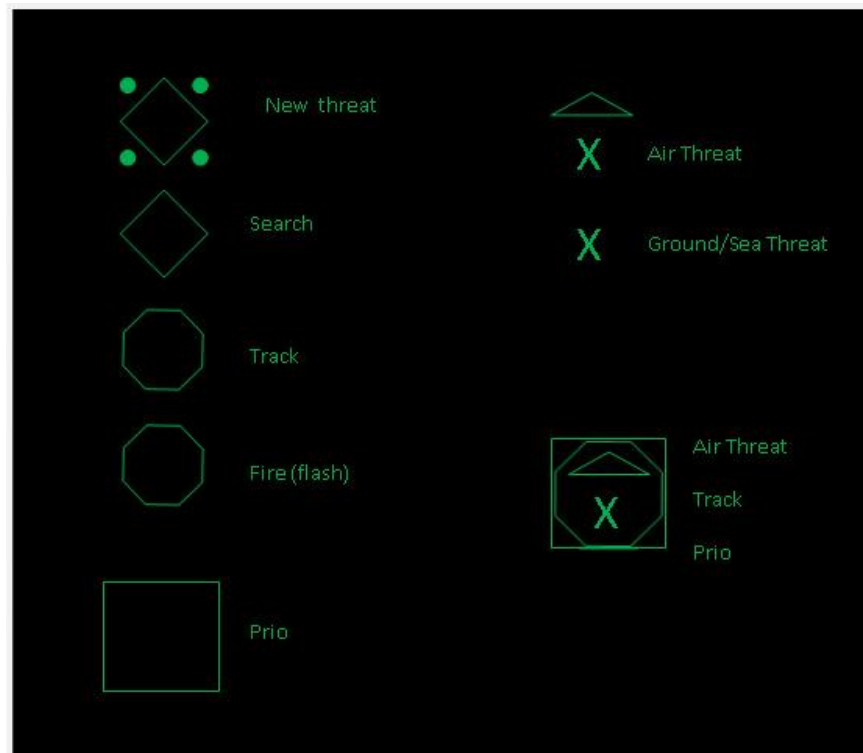 New threat
Search
Track
Fire (flash)
Prio
X Air Threat
X Ground/Sea Threat
X
Air Threat
Track
Prio